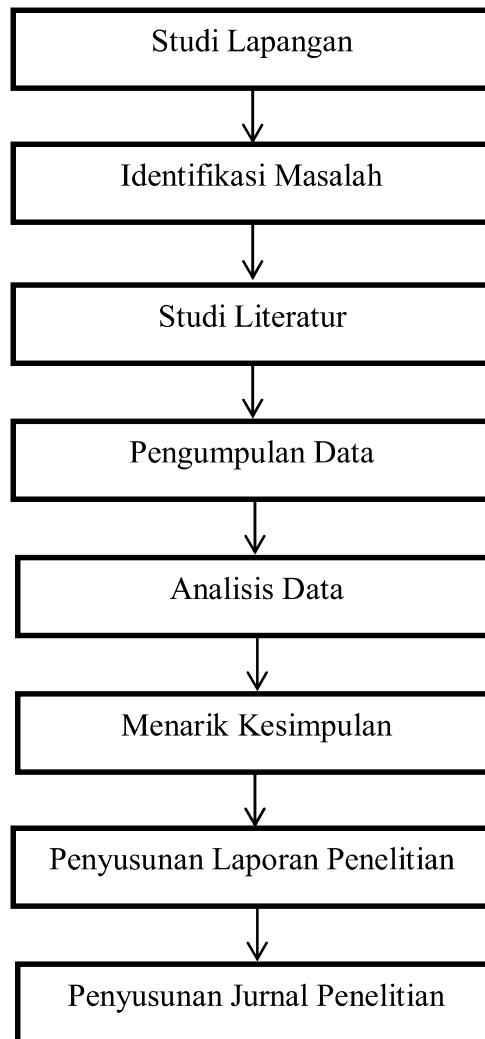 Studi Lapangan
Identifikasi Masalah
Studi Literatur
Pengumpulan Data
Analisis Data
Menarik Kesimpulan
Penyusunan Laporan Penelitian
Penyusunan Jurnal Penelitian